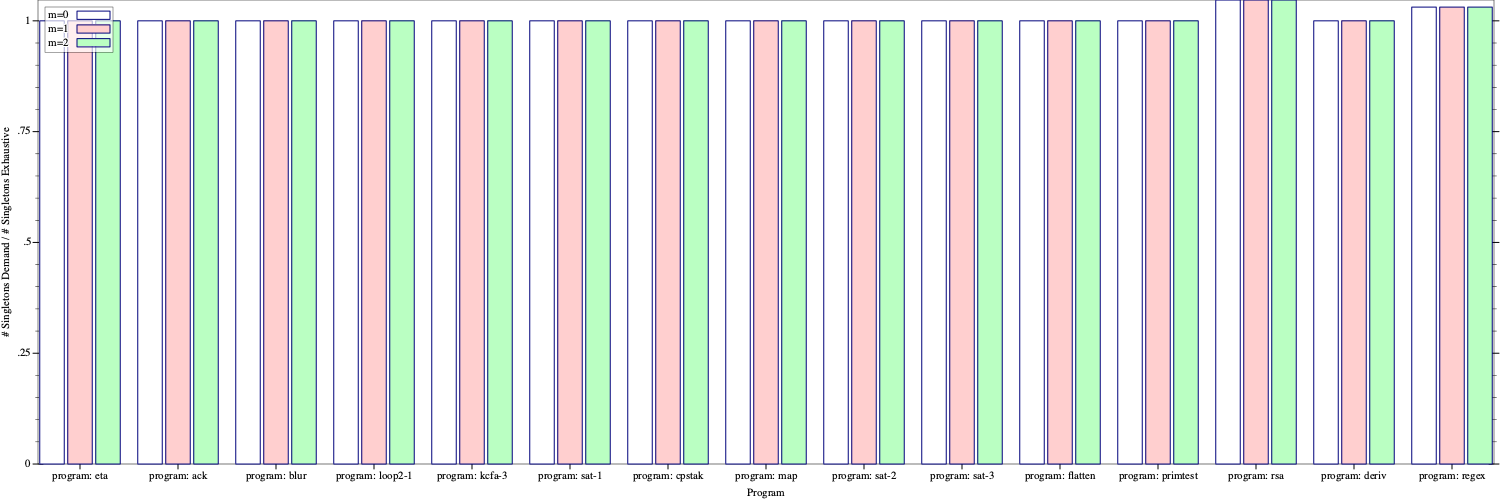 m=0
m=1
m=2
1
.75
.5
.25
0
# Singletons Demand / # Singletons Exhaustive
program: eta
program: ack
program: blur
program: loop2-1
program: kcfa-3
program: sat-1
program: cpstak
program: map
program: sat-2
program: sat-3
program: flatten
program: primtest
program: rsa
program: deriv
program: regex
Program